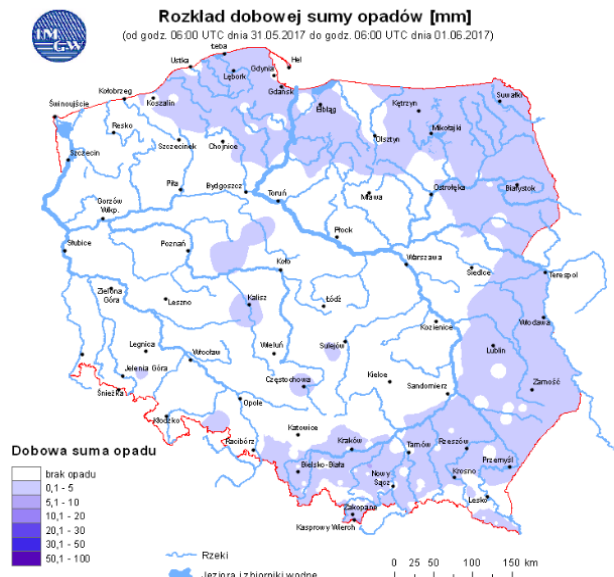 IM
GW
Rozklad dobowej sumy opadów [mm]
(od godz. 06:00 UTC dnia 31.05.2017 do godz. 06:00 UTC dnia 01.06.2017)
Łeba
Hel
Ustka
Gdynia
Lębork
Gdańsk
Suwałki
Kołobrzeg
Koszalin
Elbląg
Kętrzyn
Świnoujście
Resko
Mikołajki
Szczecinek
Chojnice
Olsztyn
Szczecin
Piła
Bydgoszcz
Ostrołęka
Białystok
Toruń
Mława
Gorzów
Wlkp.
Płock
Słubice
Poznań
Warszawa
Koło
Siedlce
Terespol
Zielona
Góra
Leszno
Kalisz
Łódź
Włodawa
Kozienice
Legnica
Wrocław
Wieluń
Sulejów
Lublin
Jelenia Góra
Częstochowa
Kielce
Zamość
Śnieżka
Opole
Sandomierz
Kłodzko
Katowice
Racibórz
Kraków
Tarnów
Rzeszów
Bielsko-Biała
Przemyśl
Nowy
Sącz
Krosno
Lesko
Zakopane
Kasprowy Wierch
Dobowa suma opadu
brak opadu
0,1 - 5
5,1 - 10
10,1 - 20
20,1 - 30
30,1 - 50
50,1 - 100
Rzeki
Jeziora i zbiorniki wodne
0 25 50 100 150 km